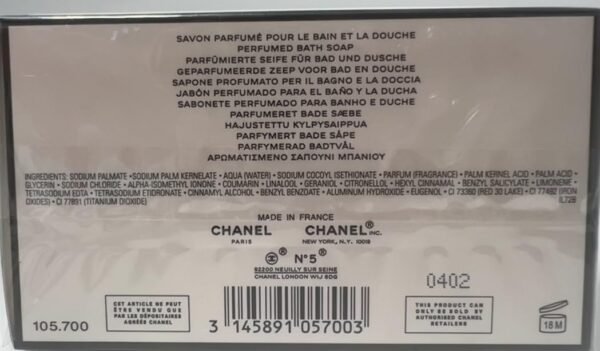 SAVON PARFUMÉ POUR LE BAIN ET LA DOUCHE
PERFUMED BATH SOAP
PARFÜMIERTE SEIFE FÜR BAD UND DUSCHE
GEPARFUMEERDE ZEEP VOOR BAD EN DOUCHE
SAPONE PROFUMATO PER IL BAGNO E LA DOCCIA
JABÓN PERFUMADO PARA EL BAÑO Y LA DUCHA
SABONETE PERFUMADO PARA BANHO E DUCHE
PARFUMERET BADE SÆBE
HAJUSTETTU KYLPYSAIPPUA
PARFYMERT BADE SÅPE
PARFYMERAD BADTVÅL
ΑΡΩΜΑΤΙΣΜΕΝΟ ΣΑΠΟΥΝΙ ΜΠΑΝΙΟΥ
INGREDIENTS: SODIUM PALMATE • SODIUM PALM KERNELATE • AQUA (WATER) • SODIUM COCOYL ISETHIONATE • PARFUM (FRAGRANCE) • PALM KERNEL ACID • PALM ACID •
GLYCERIN • SODIUM CHLORIDE • ALPHA-ISOMETHYL IONONE • COUMARIN • LINALOOL • GERANIOL • CITRONELLOL • HEXYL CINNAMAL • BENZYL SALICYLATE • LIMONENE •
TETRASODIUM EDTA • TETRASODIUM ETIDRONATE • CINNAMYL ALCOHOL • BENZYL BENZOATE • ALUMINUM HYDROXIDE • EUGENOL • CI 73360 (RED 30 LAKE) • CI 77492 (IRON
OXIDES) • CI 77891 (TITANIUM DIOXIDE) IL72B
MADE IN FRANCE
CHANEL CHANEL® INC.
PARIS NEW YORK, N.Y. 10019
® N°5®
92200 NEUILLY SUR SEINE
CHANEL LONDON W1J 6DG
0402
CET ARTICLE NE PEUT
ÊTRE VENDU QUE PAR
LES DÉPOSITAIRES
AGRÉÉS CHANEL
THIS PRODUCT CAN
ONLY BE SOLD BY
AUTHORISED CHANEL
RETAILERS
105.700
3 145891 057003
18 M